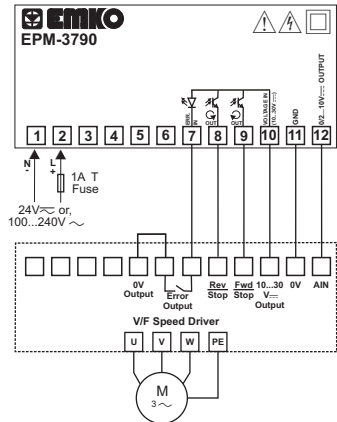 EMKO
EPM-3790
ERR. IN
OUT
OUT
VOLTAGE IN
(10...30V ⎓)
GND
0/2...10V⎓ OUTPUT
1 2 3 4 5 6 7 8 9 10 11 12
N L
- +
1A T
Fuse
24V⏦ or,
100...240V ∼
0V Output
Error Output
Rev Stop
Fwd Stop
10...30 V⎓ Output
0V
AIN
V/F Speed Driver
U V W PE
M
3∼